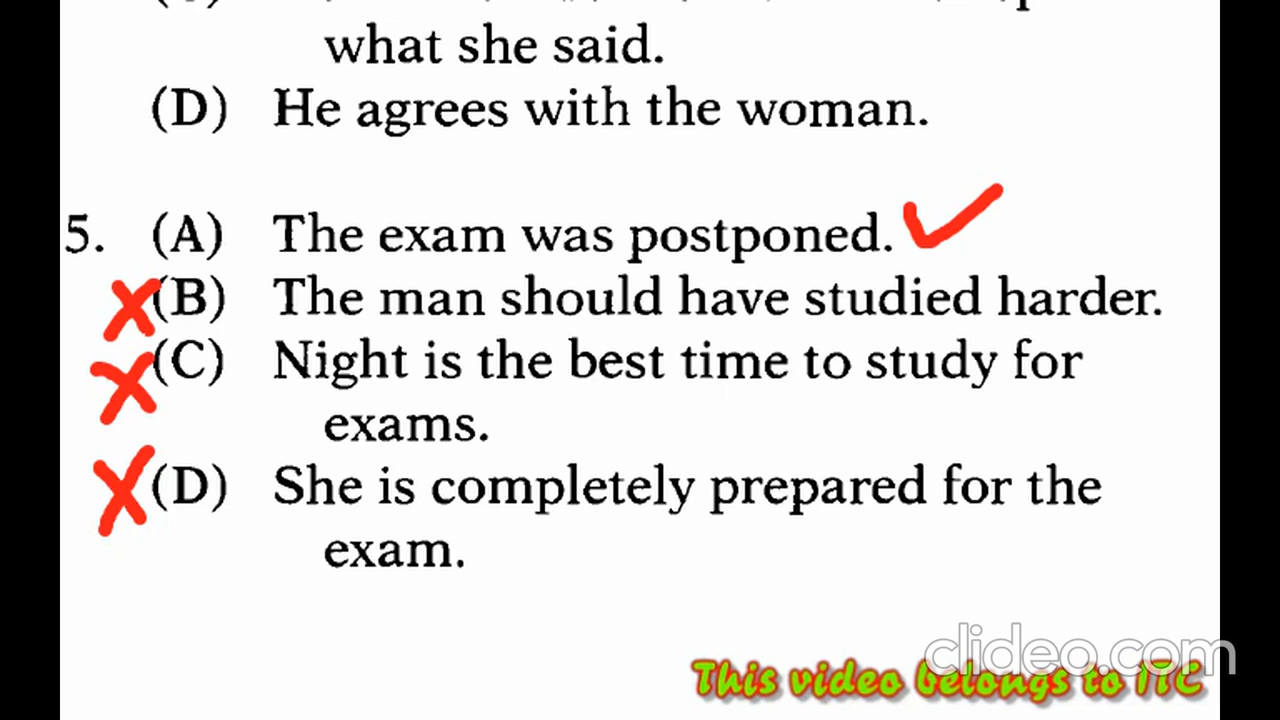 what she said.
(D) He agrees with the woman.
5. (A) The exam was postponed.
(B) The man should have studied harder.
(C) Night is the best time to study for
exams.
(D) She is completely prepared for the
exam.
clideo.com
This video belongs to ITC